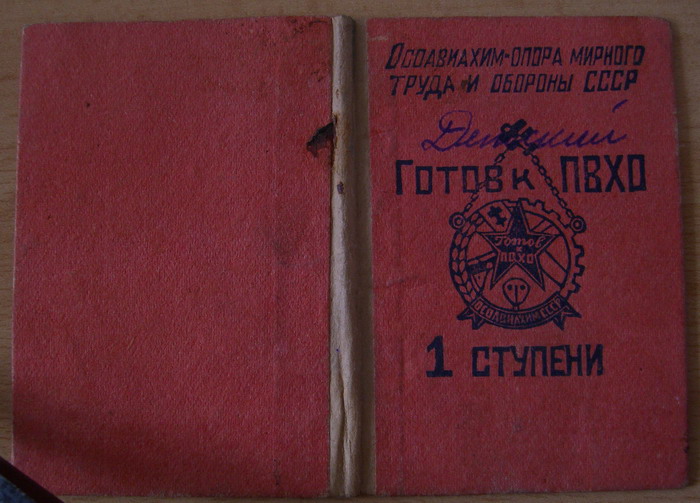 Осоавиахим-опора мирного
труда и обороны СССР
Детский
Готов к ПВХО
Готов
к
ПВХО
ОСОАВИАХИМ СССР
1 ступени